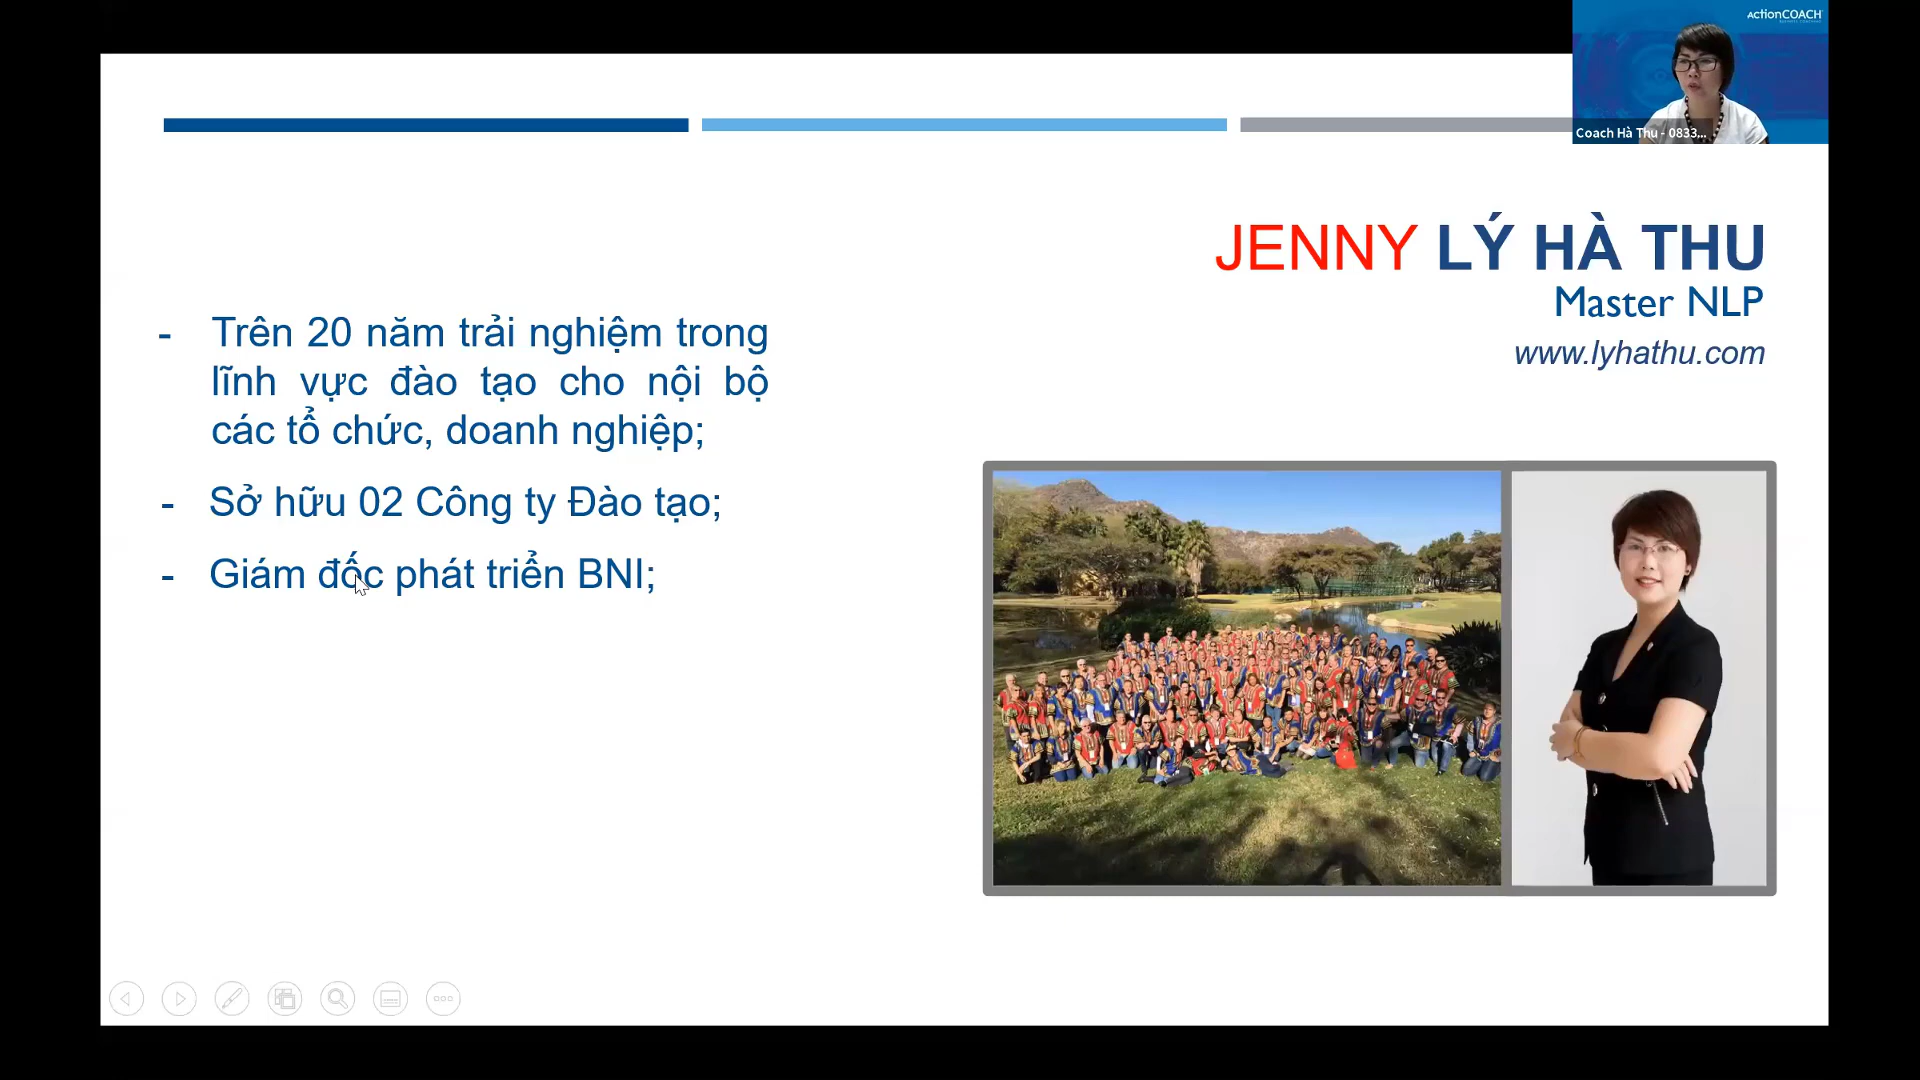 ACTIONCOACH
Coach Hà Thu - 0833...
JENNY LÝ HÀ THU
Master NLP
www.lyhathu.com
- Trên 20 năm trải nghiệm trong
lĩnh vực đào tạo cho nội bộ
các tổ chức, doanh nghiệp;
- Sở hữu 02 Công ty Đào tạo;
- Giám đốc phát triển BNI;